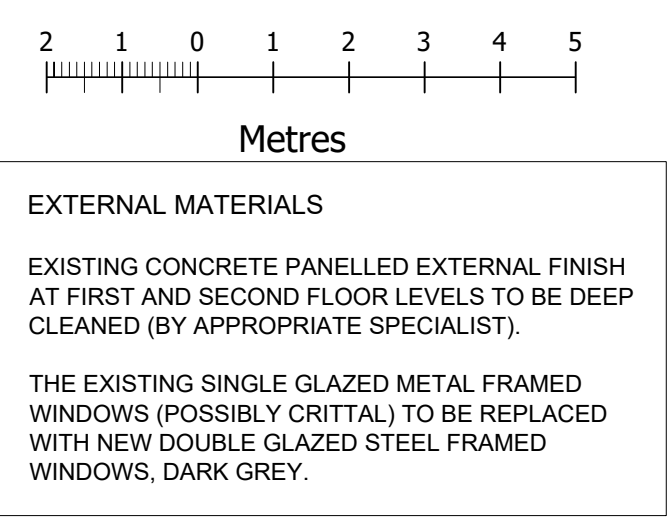 2 1 0 1 2 3 4 5
Metres
EXTERNAL MATERIALS
EXISTING CONCRETE PANELLED EXTERNAL FINISH
AT FIRST AND SECOND FLOOR LEVELS TO BE DEEP
CLEANED (BY APPROPRIATE SPECIALIST).
THE EXISTING SINGLE GLAZED METAL FRAMED
WINDOWS (POSSIBLY CRITTAL) TO BE REPLACED
WITH NEW DOUBLE GLAZED STEEL FRAMED
WINDOWS, DARK GREY.